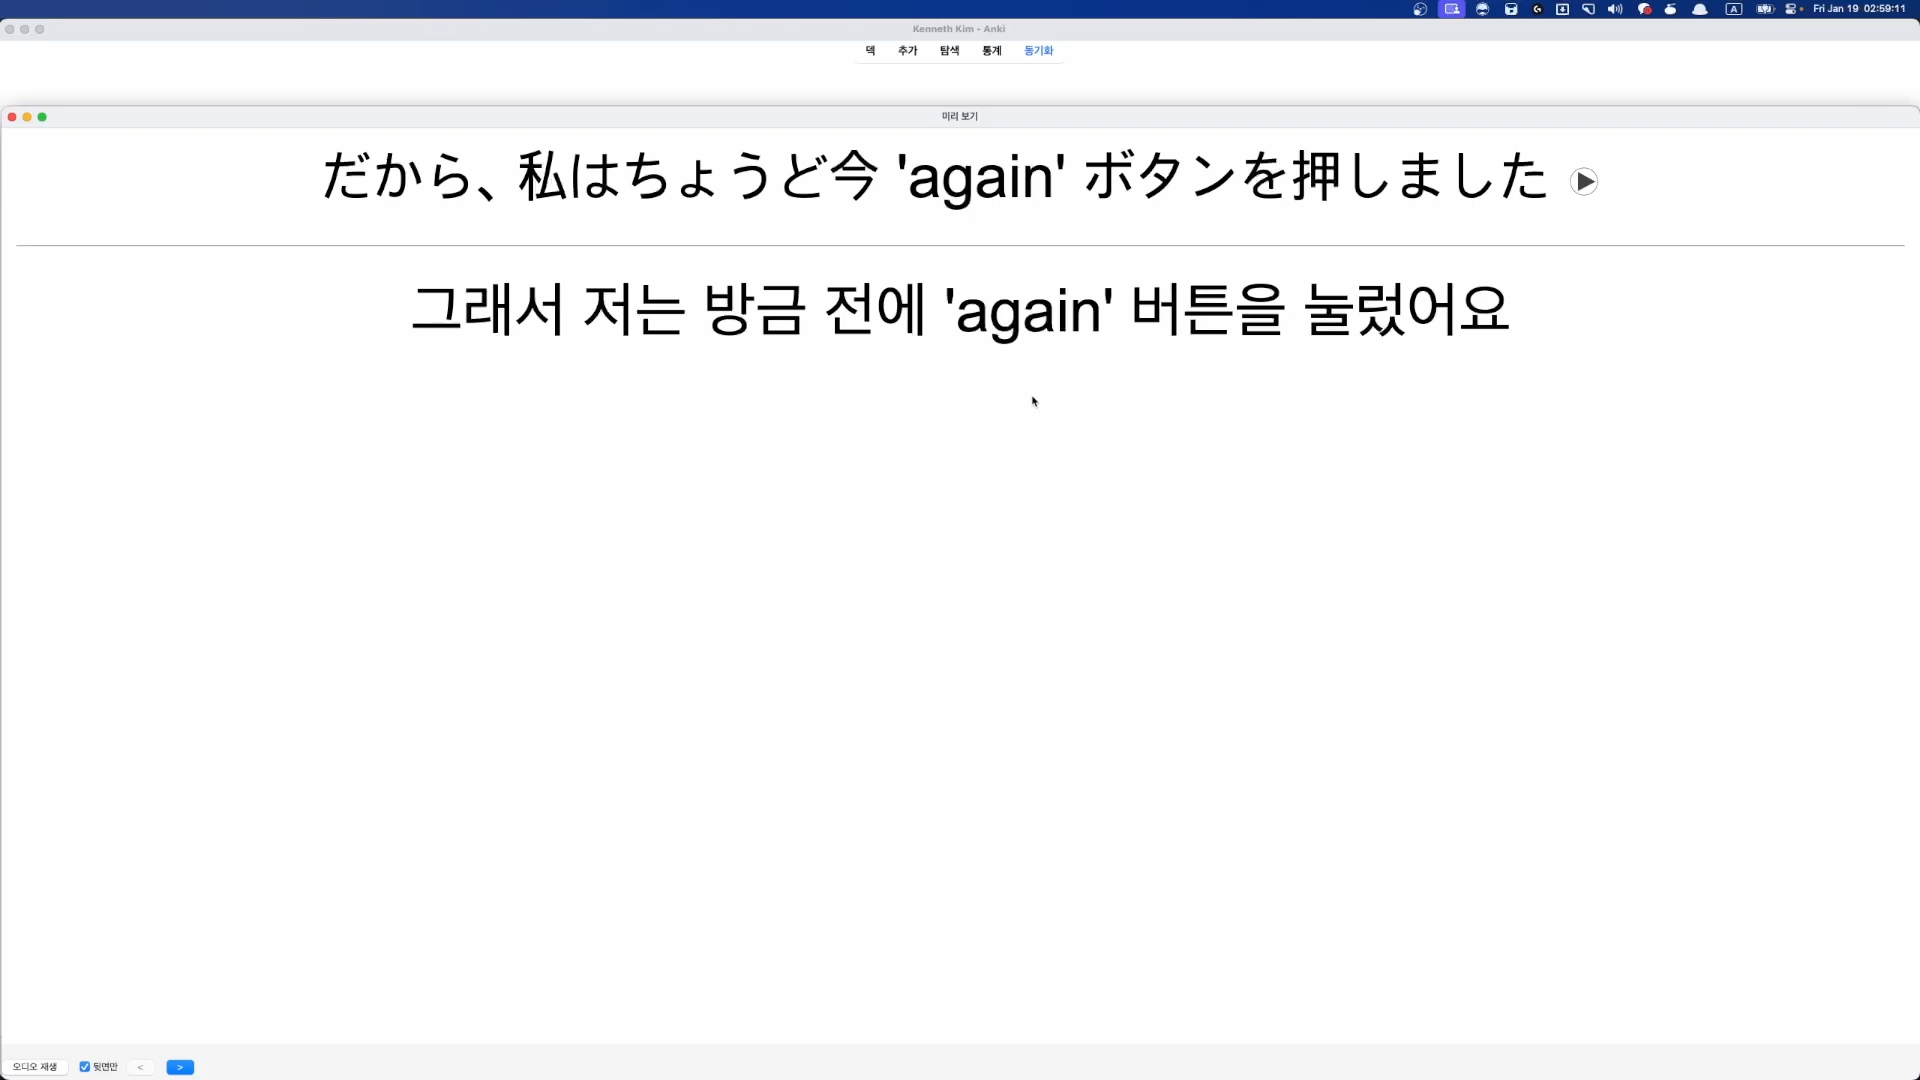 Fri Jan 19 02:59:11
Kenneth Kim - Anki
덱 추가 탐색 통계 동기화
미리 보기
だから、私はちょうど今 'again' ボタンを押しました
그래서 저는 방금 전에 'again' 버튼을 눌렀어요
오디오 재생 뒷면만 < >